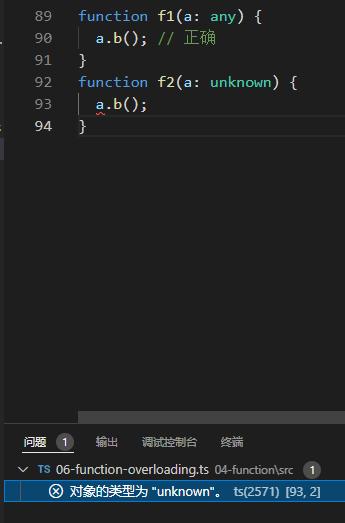 89 function f1(a: any) {
90 a.b(); // 正确
91 }
92 function f2(a: unknown) {
93 a.b();
94 }
问题 1 输出 调试控制台 终端
TS 06-function-overloading.ts 04-function\src 1
对象的类型为 "unknown"。 ts(2571) [93, 2]